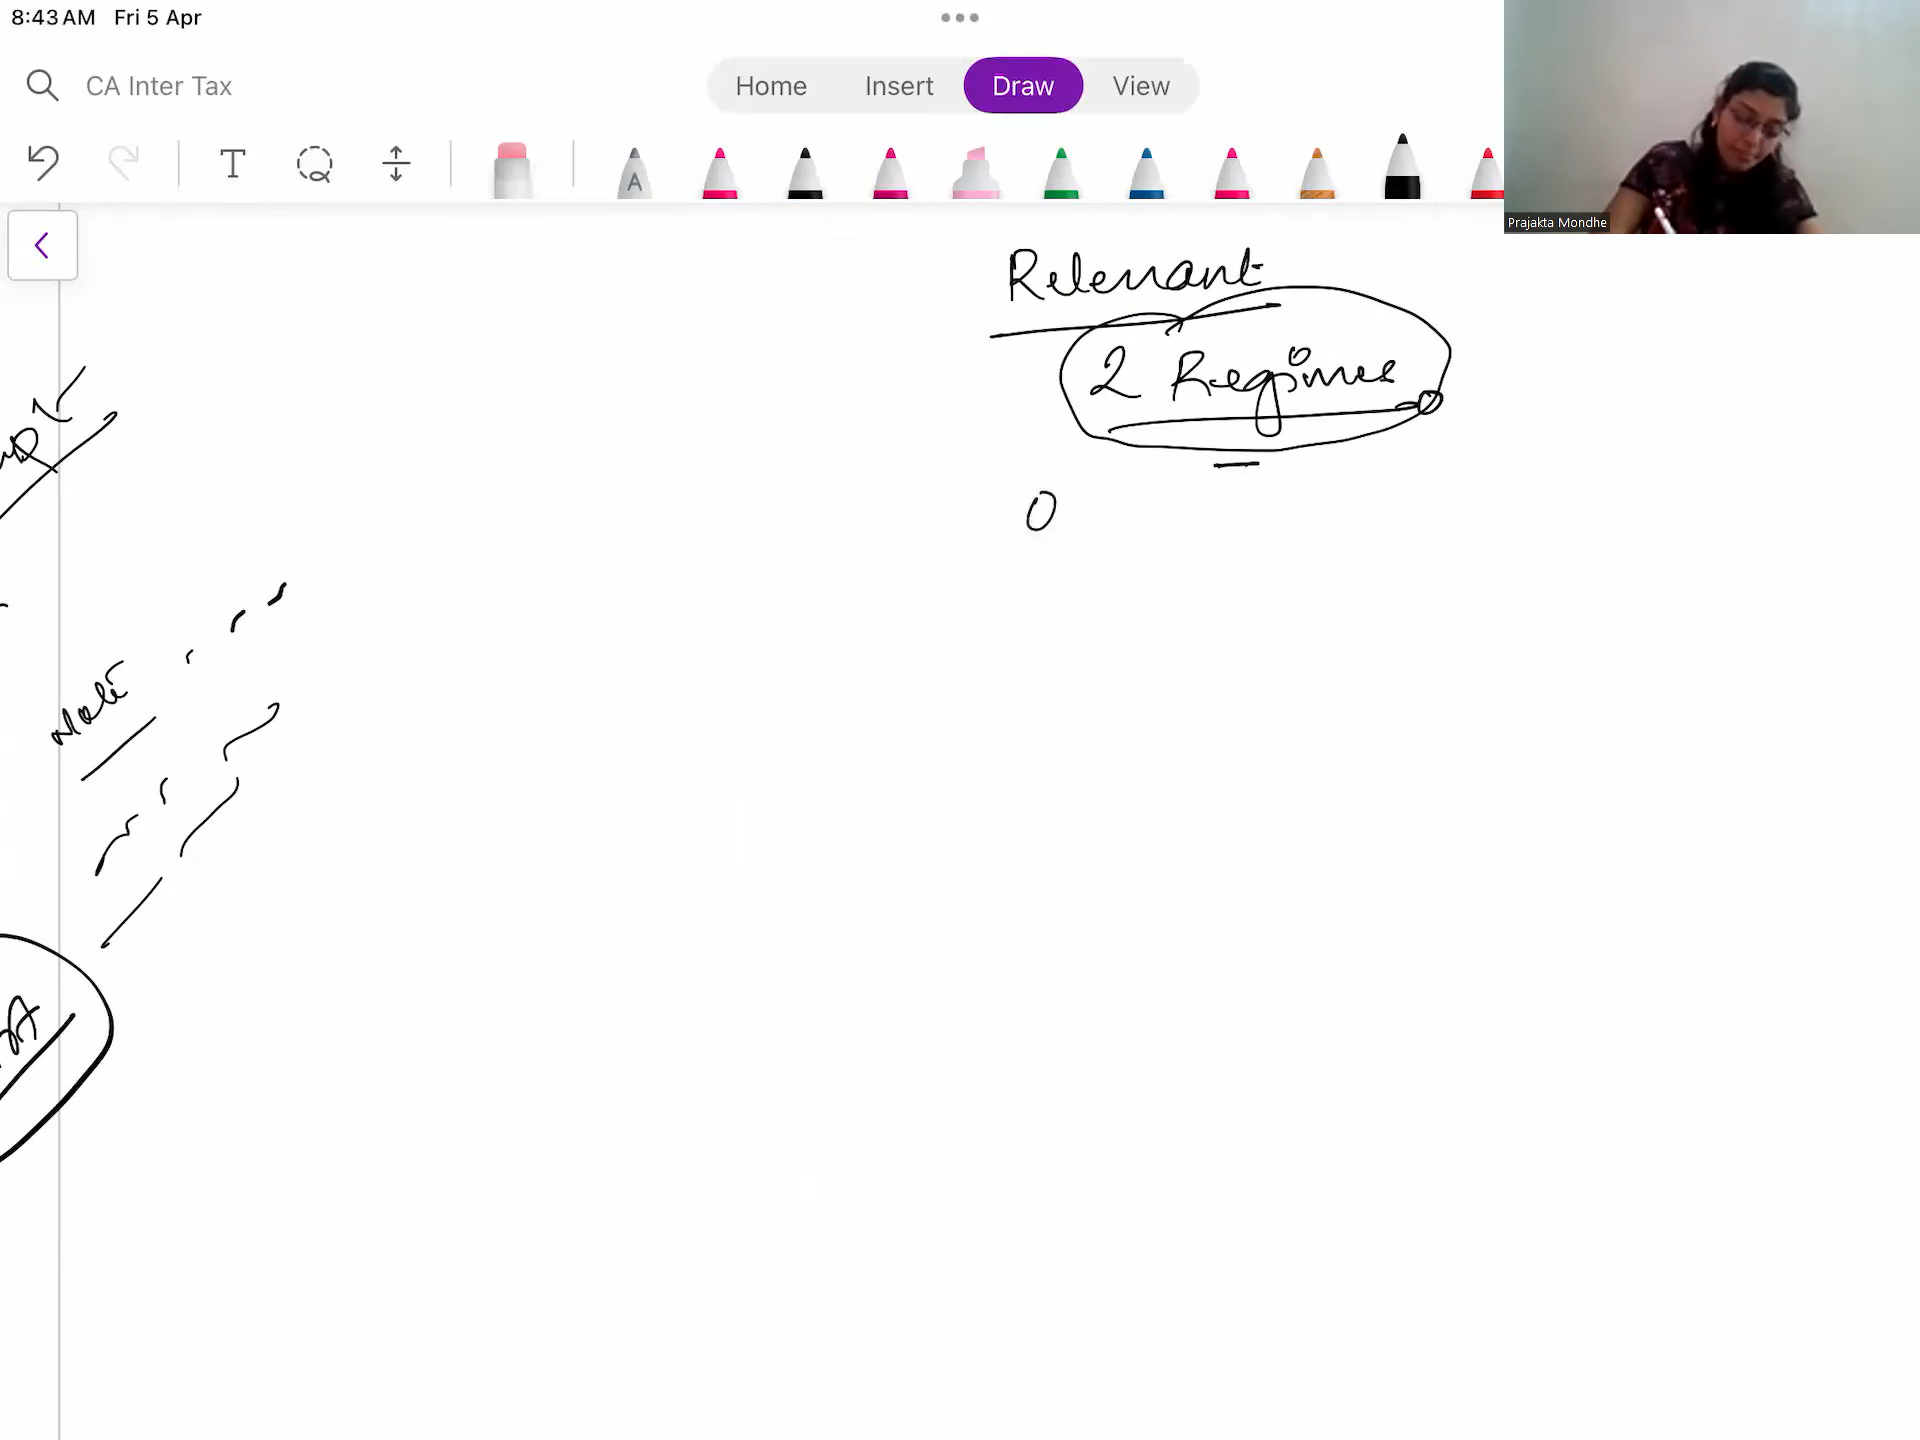 8:43 AM Fri 5 Apr
CA Inter Tax
Home Insert Draw View
T
A
Prajakta Mondhe
Relevant
2 Regimes
O